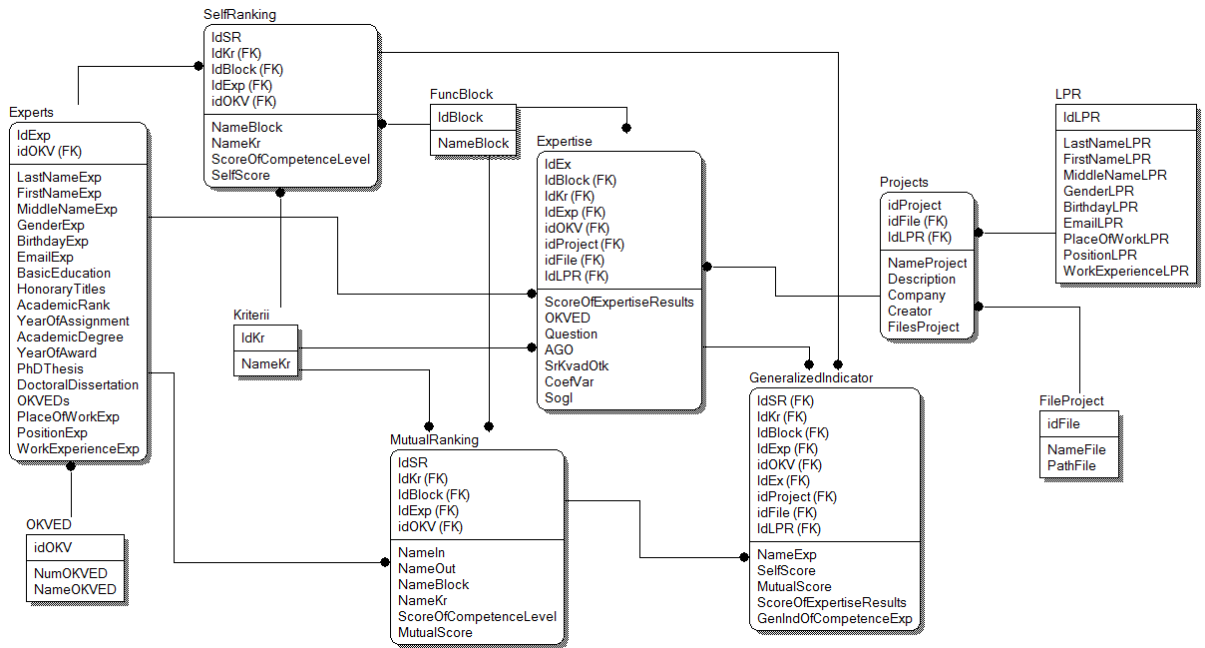 SelfRanking
IdSR
IdKr (FK)
IdBlock (FK)
IdExp (FK)
idOKV (FK)
NameBlock
NameKr
ScoreOfCompetenceLevel
SelfScore
FuncBlock
IdBlock
NameBlock
LPR
IdLPR
LastNameLPR
FirstNameLPR
MiddleNameLPR
GenderLPR
BirthdayLPR
EmailLPR
PlaceOfWorkLPR
PositionLPR
WorkExperienceLPR
Experts
IdExp
idOKV (FK)
LastNameExp
FirstNameExp
MiddleNameExp
GenderExp
BirthdayExp
EmailExp
BasicEducation
HonoraryTitles
AcademicRank
YearOfAssignment
AcademicDegree
YearOfAward
PhDThesis
DoctoralDissertation
OKVEDs
PlaceOfWorkExp
PositionExp
WorkExperienceExp
Expertise
IdEx
IdBlock (FK)
IdKr (FK)
IdExp (FK)
idOKV (FK)
idProject (FK)
idFile (FK)
IdLPR (FK)
ScoreOfExpertiseResults
OKVED
Question
AGO
SrKvadOtk
CoefVar
Sogl
Projects
idProject
idFile (FK)
IdLPR (FK)
NameProject
Description
Company
Creator
FilesProject
Kriterii
IdKr
NameKr
GeneralizedIndicator
IdSR (FK)
IdKr (FK)
IdBlock (FK)
IdExp (FK)
idOKV (FK)
IdEx (FK)
idProject (FK)
idFile (FK)
IdLPR (FK)
NameExp
SelfScore
MutualScore
ScoreOfExpertiseResults
GenIndOfCompetenceExp
FileProject
idFile
NameFile
PathFile
MutualRanking
IdSR
IdKr (FK)
IdBlock (FK)
IdExp (FK)
idOKV (FK)
NameIn
NameOut
NameBlock
NameKr
ScoreOfCompetenceLevel
MutualScore
OKVED
idOKV
NumOKVED
NameOKVED